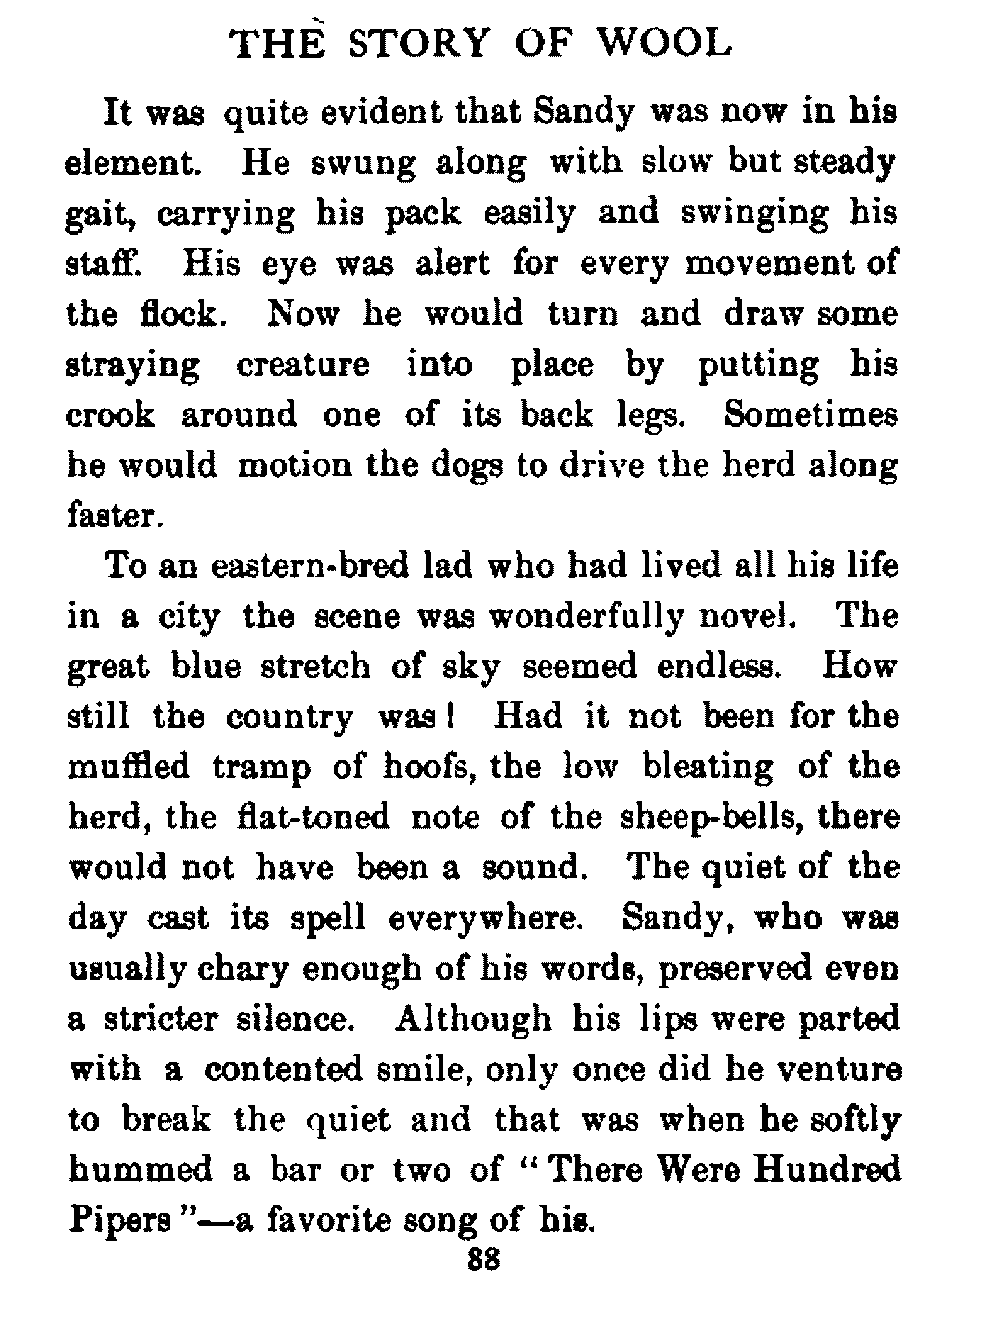 THE STORY OF WOOL
It was quite evident that Sandy was now in his
element. He swung along with slow but steady
gait, carrying his pack easily and swinging his
staff. His eye was alert for every movement of
the flock. Now he would turn and draw some
straying creature into place by putting his
crook around one of its back legs. Sometimes
he would motion the dogs to drive the herd along
faster.
To an eastern-bred lad who had lived all his life
in a city the scene was wonderfully novel. The
great blue stretch of sky seemed endless. How
still the country was! Had it not been for the
muffled tramp of hoofs, the low bleating of the
herd, the flat-toned note of the sheep-bells, there
would not have been a sound. The quiet of the
day cast its spell everywhere. Sandy, who was
usually chary enough of his words, preserved even
a stricter silence. Although his lips were parted
with a contented smile, only once did he venture
to break the quiet and that was when he softly
hummed a bar or two of "There Were Hundred
Pipers"—a favorite song of his.
88